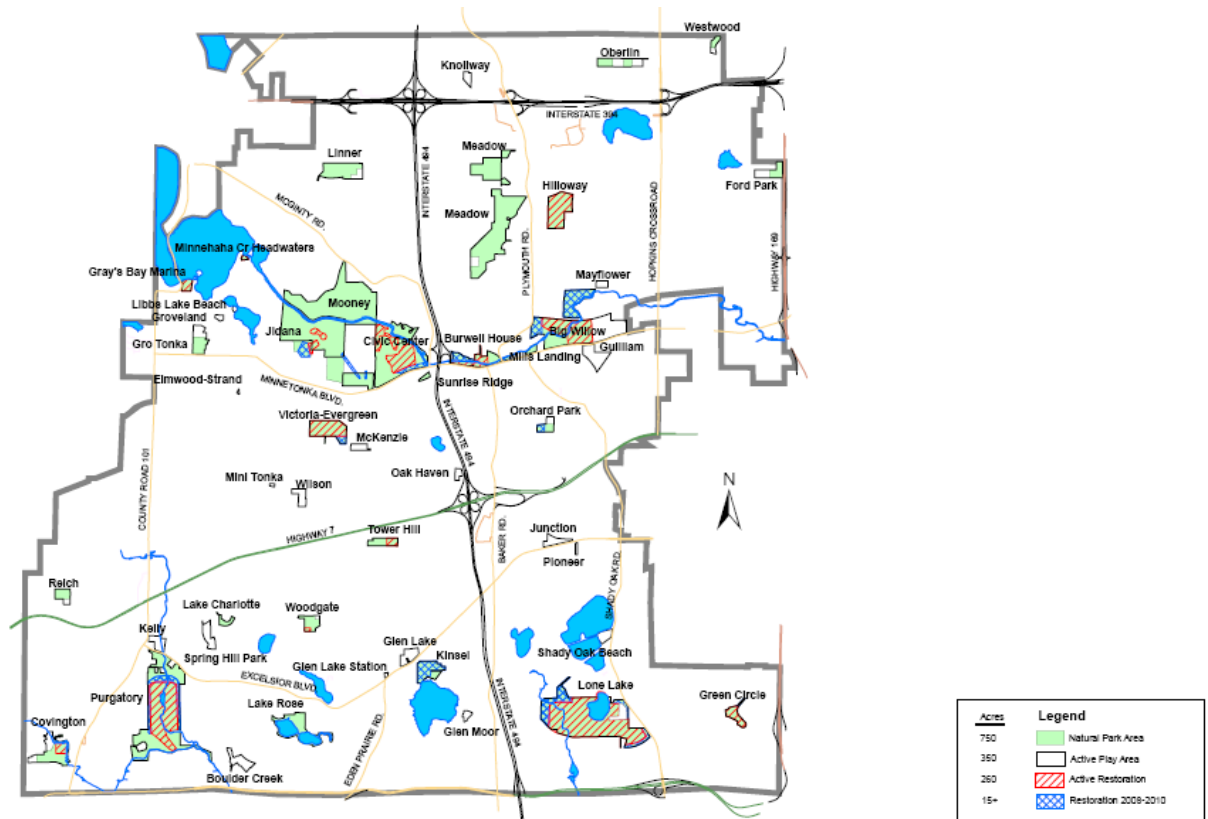 Westwood
Oberlin
Knollway
INTERSTATE 394
Linner
Meadow
INTERSTATE 494
Ford Park
Hilloway
MCGINTY RD.
Meadow
HOPKINS CROSSROAD
PLYMOUTH RD.
HIGHWAY 169
Minnehaha Cr Headwaters
Gray's Bay Marina
Mayflower
Libbs Lake Beach
Mooney
Groveland
Jidana
Big Willow
Gro Tonka
Civic Center
Burwell House
Guilliam
Mills Landing
Elmwood-Strand
MINNETONKA BLVD.
Sunrise Ridge
Victoria-Evergreen
Orchard Park
McKenzie
INTERSTATE 494
COUNTY ROAD 101
Oak Haven
Mini Tonka
Wilson
N
HIGHWAY 7
Tower Hill
Junction
BAKER RD.
Pioneer
Reich
SHADY OAK RD.
Lake Charlotte
Woodgate
Kelly
Glen Lake
Spring Hill Park
Kinsel
Shady Oak Beach
Glen Lake Station
EXCELSIOR BLVD
Lone Lake
Purgatory
Green Circle
Lake Rose
INTERSTATE 494
Covington
Glen Moor
EDEN PRAIRIE RD.
Boulder Creek
Acres Legend
750 Natural Park Area
350 Active Play Area
260 Active Restoration
15+ Restoration 2008-2010